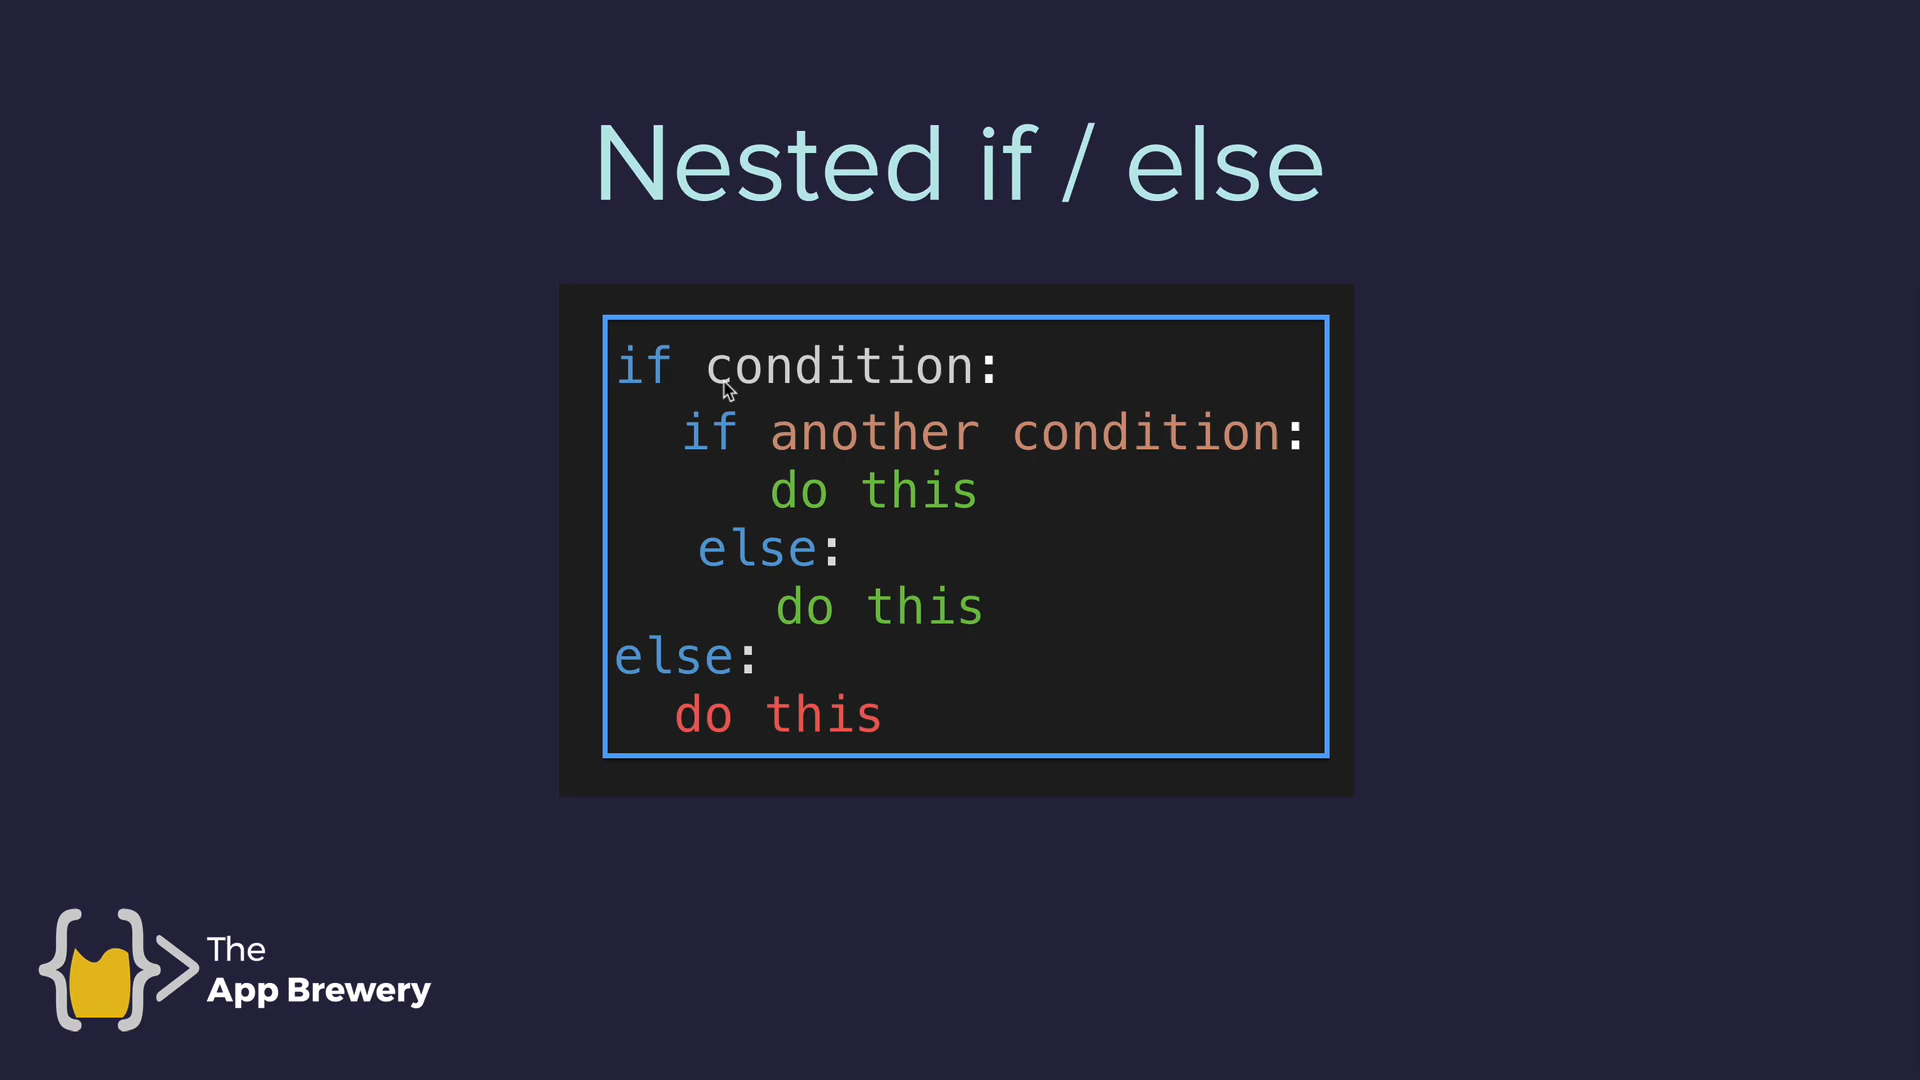 Nested if / else
if condition:
if another condition:
do this
else:
do this
else:
do this
The
App Brewery